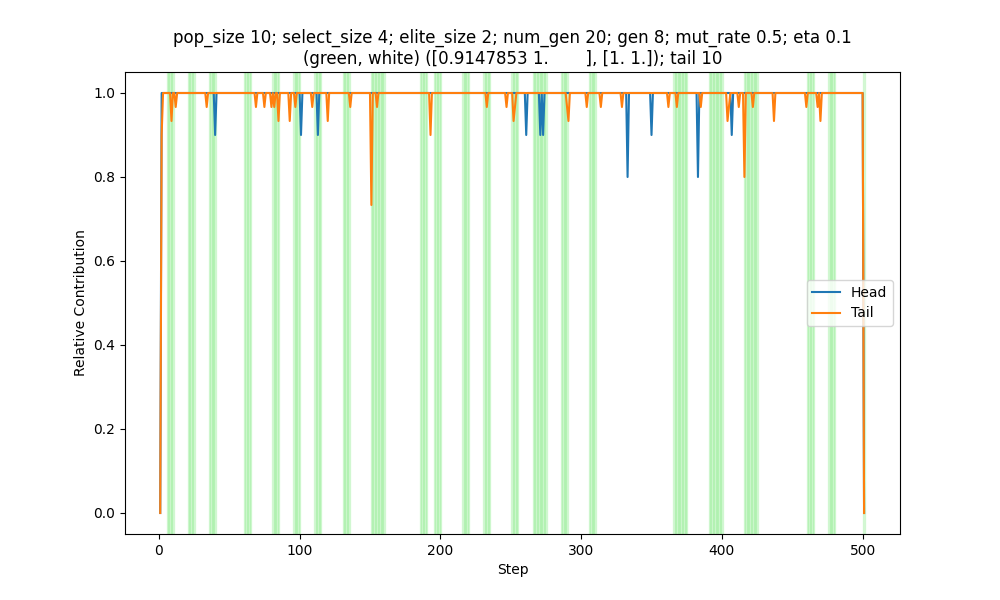 pop_size 10; select_size 4; elite_size 2; num_gen 20; gen 8; mut_rate 0.5; eta 0.1
(green, white) ([0.9147853 1.       ], [1. 1.]); tail 10
1.0
0.8
0.6
0.4
0.2
0.0
Relative Contribution
Head
Tail
0
100
200
300
400
500
Step